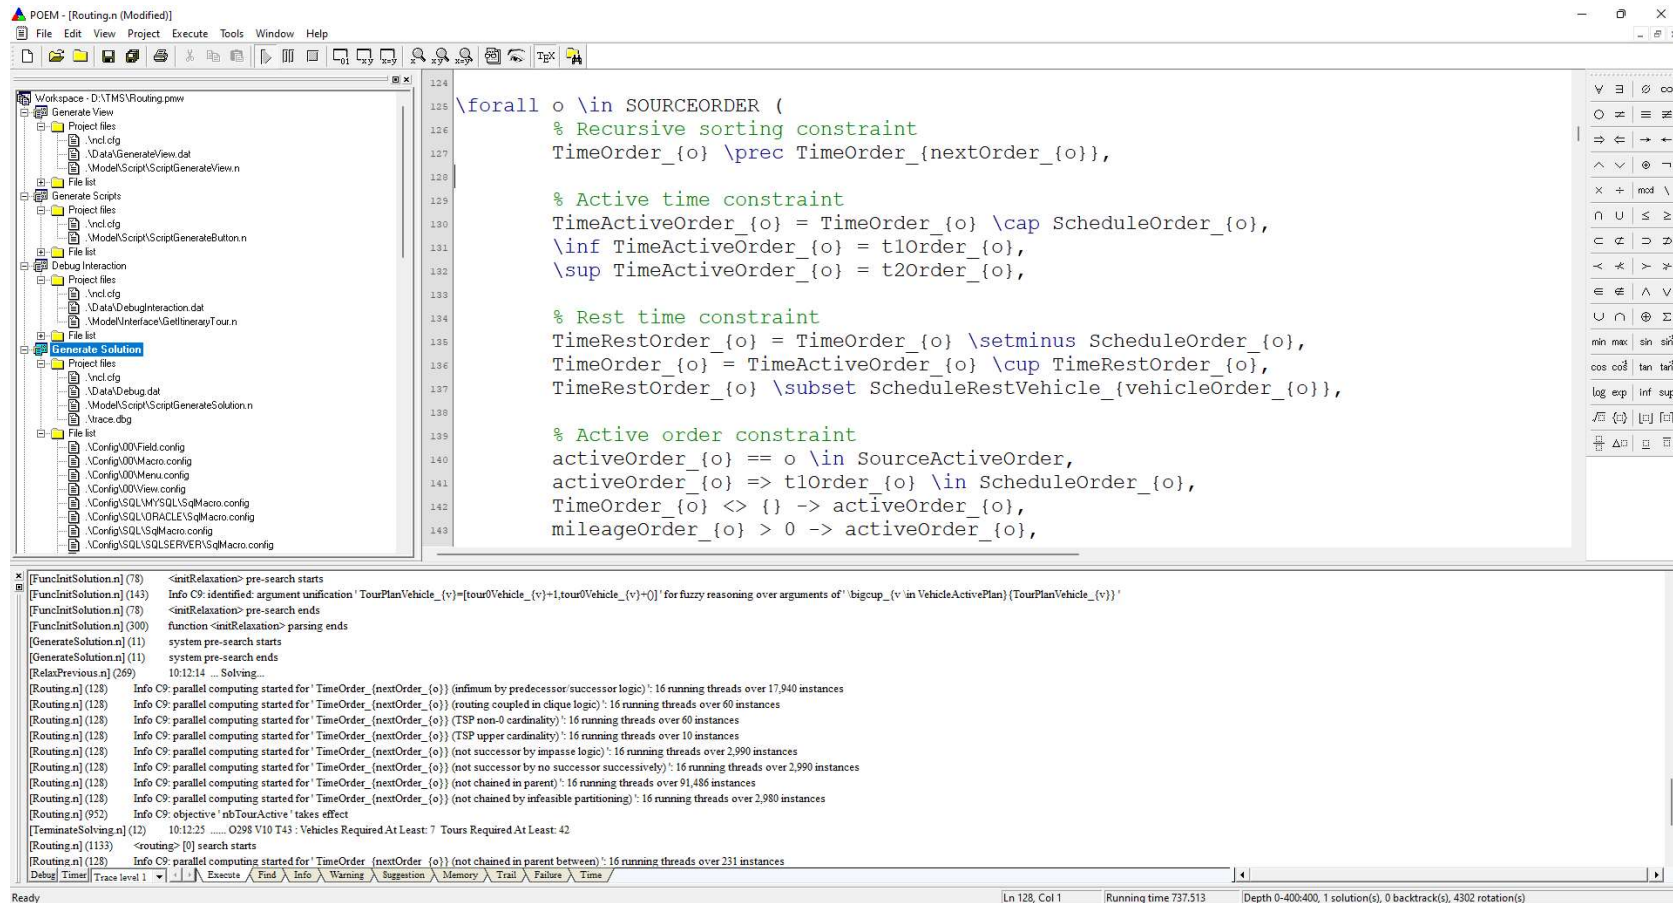 POEM - [Routing.n (Modified)]
File Edit View Project Execute Tools Window Help
Workspace - D:\TMS\Routing.pmw
Generate View
Project files
.\ncl.cfg
.\Data\GenerateView.dat
.\Model\Script\ScriptGenerateView.n
File list
Generate Scripts
Project files
.\ncl.cfg
.\Model\Script\ScriptGenerateButton.n
File list
Debug Interaction
Project files
.\ncl.cfg
.\Data\DebugInteraction.dat
.\Model\Interface\GetItineraryTour.n
File list
Generate Solution
Project files
.\ncl.cfg
.\Data\Debug.dat
.\Model\Script\ScriptGenerateSolution.n
.\trace.dbg
File list
.\Config\00\Field.config
.\Config\00\Macro.config
.\Config\00\Menu.config
.\Config\00\View.config
.\Config\SQL\MYSQL\SqlMacro.config
.\Config\SQL\ORACLE\SqlMacro.config
.\Config\SQL\SqlMacro.config
.\Config\SQL\SQLSERVER\SqlMacro.config
124
125 \forall o \in SOURCEORDER (
126 % Recursive sorting constraint
127 TimeOrder_{o} \prec TimeOrder_{nextOrder_{o}},
128
129 % Active time constraint
130 TimeActiveOrder_{o} = TimeOrder_{o} \cap ScheduleOrder_{o},
131 \inf TimeActiveOrder_{o} = t1Order_{o},
132 \sup TimeActiveOrder_{o} = t2Order_{o},
133
134 % Rest time constraint
135 TimeRestOrder_{o} = TimeOrder_{o} \setminus ScheduleOrder_{o},
136 TimeOrder_{o} = TimeActiveOrder_{o} \cup TimeRestOrder_{o},
137 TimeRestOrder_{o} \subset ScheduleRestVehicle_{vehicleOrder_{o}},
138
139 % Active order constraint
140 activeOrder_{o} == o \in SourceActiveOrder,
141 activeOrder_{o} => t1Order_{o} \in ScheduleOrder_{o},
142 TimeOrder_{o} <> {} -> activeOrder_{o},
143 mileageOrder_{o} > 0 -> activeOrder_{o},
∀ ∃ ∅ ∞
○ ≠ ≡ ≢
⇒ ⇐ → ←
∧ ∨ ⊙ ¬
× ÷ mod \
∩ ∪ ≤ ≥
⊂ ⊄ ⊃ ⊅
≺ ⊀ ≻ ⊁
∈ ∉ ∧ ∨
∪ ∩ ⊕ Σ
min max sin
cos tan
log exp inf sup
[FuncInitSolution.n] (78) <initRelaxation> pre-search starts
[FuncInitSolution.n] (143) Info C9: identified: argument unification ' TourPlanVehicle_{v}=[tour0Vehicle_{v}+1,tour0Vehicle_{v}+()] ' for fuzzy reasoning over arguments of ' \bigcup_{v \in VehicleActivePlan}{TourPlanVehicle_{v}} '
[FuncInitSolution.n] (78) <initRelaxation> pre-search ends
[FuncInitSolution.n] (300) function <initRelaxation> parsing ends
[GenerateSolution.n] (11) system pre-search starts
[GenerateSolution.n] (11) system pre-search ends
[RelaxPrevious.n] (269) 10:12:14 ... Solving...
[Routing.n] (128) Info C9: parallel computing started for ' TimeOrder_{nextOrder_{o}} (infimum by predecessor/successor logic) ': 16 running threads over 17,940 instances
[Routing.n] (128) Info C9: parallel computing started for ' TimeOrder_{nextOrder_{o}} (routing coupled in clique logic) ': 16 running threads over 60 instances
[Routing.n] (128) Info C9: parallel computing started for ' TimeOrder_{nextOrder_{o}} (TSP non-0 cardinality) ': 16 running threads over 60 instances
[Routing.n] (128) Info C9: parallel computing started for ' TimeOrder_{nextOrder_{o}} (TSP upper cardinality) ': 16 running threads over 10 instances
[Routing.n] (128) Info C9: parallel computing started for ' TimeOrder_{nextOrder_{o}} (not successor by impasse logic) ': 16 running threads over 2,990 instances
[Routing.n] (128) Info C9: parallel computing started for ' TimeOrder_{nextOrder_{o}} (not successor by no successor successively) ': 16 running threads over 2,990 instances
[Routing.n] (128) Info C9: parallel computing started for ' TimeOrder_{nextOrder_{o}} (not chained in parent) ': 16 running threads over 91,486 instances
[Routing.n] (128) Info C9: parallel computing started for ' TimeOrder_{nextOrder_{o}} (not chained by infeasible partitioning) ': 16 running threads over 2,980 instances
[Routing.n] (952) Info C9: objective ' nbTourActive ' takes effect
[TerminateSolving.n] (12) 10:12:25 ...... O298 V10 T43 : Vehicles Required At Least: 7 Tours Required At Least: 42
[Routing.n] (1133) <routing> [0] search starts
[Routing.n] (128) Info C9: parallel computing started for ' TimeOrder_{nextOrder_{o}} (not chained in parent between) ': 16 running threads over 231 instances
Debug Timer Trace level 1 Execute Find Info Warning Suggestion Memory Trail Failure Time
Ready Ln 128, Col 1 Running time 737.513 Depth 0-400:400, 1 solution(s), 0 backtrack(s), 4302 rotation(s)